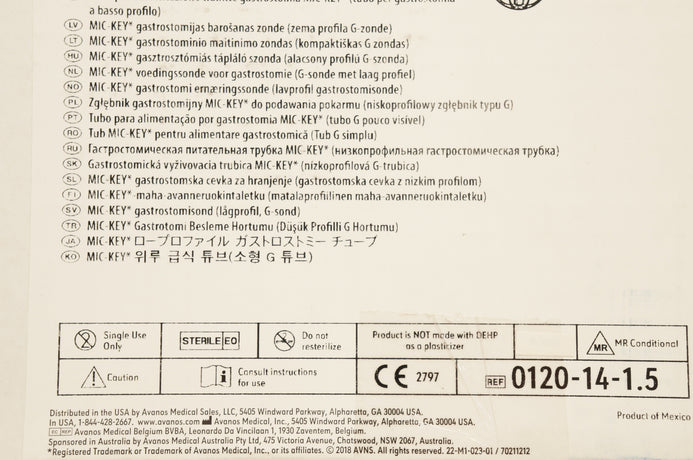 a basso profilo)
LV MIC-KEY* gastrostomijas barošanas zonde (zema profila G-zonde)
LT MIC-KEY* gastrostominio maitinimo zondas (kompaktiškas G zondas)
HU MIC-KEY* gasztrosztómiás tápláló szonda (alacsony profilú G-szonda)
NL MIC-KEY* voedingssonde voor gastrostomie (G-sonde met laag profiel)
NO MIC-KEY* gastrostomi ernæringssonde (lavprofil gastrostomisonde)
PL Zgłębnik gastrostomijny MIC-KEY* do podawania pokarmu (niskoprofilowy zgłębnik typu G)
PT Tubo para alimentação por gastrostomia MIC-KEY* (tubo G pouco visível)
RO Tub MIC-KEY* pentru alimentare gastrostomică (Tub G simplu)
RU Гастростомическая питательная трубка MIC-KEY* (низкопрофильная гастростомическая трубка)
SK Gastrostomická vyživovacia trubica MIC-KEY* (nízkoprofilová G-trubica)
SL MIC-KEY* gastrostomska cevka za hranjenje (gastrostomska cevka z nizkim profilom)
FI MIC-KEY*-maha-avanneruokintaletku (matalaprofiilinen maha-avanneruokintaletku)
SV MIC-KEY* gastrostomisond (lågprofil, G-sond)
TR MIC-KEY* Gastrotomi Besleme Hortumu (Düşük Profilli G Hortumu)
JA MIC-KEY* ロープロファイル ガストロストミー チューブ
KO MIC-KEY* 위루 급식 튜브(소형 G 튜브)
2 Single Use Only
STERILE EO
2 Do not resterilize
Product is NOT made with DEHP as a plasticizer
MR MR Conditional
Caution
i Consult instructions for use
CE 2797
REF 0120-14-1.5
Distributed in the USA by Avanos Medical Sales, LLC, 5405 Windward Parkway, Alpharetta, GA 30004 USA.
In USA, 1-844-428-2667. www.avanos.com Avanos Medical, Inc., 5405 Windward Parkway, Alpharetta, GA 30004 USA.
EC REP Avanos Medical Belgium BVBA, Leonardo Da Vincilaan 1, 1930 Zaventem, Belgium.
Sponsored in Australia by Avanos Medical Australia Pty Ltd, 475 Victoria Avenue, Chatswood, NSW 2067, Australia.
*Registered Trademark or Trademark of Avanos Medical, Inc., or its affiliates. © 2018 AVNS. All rights reserved. 22-M1-023-01 / 70211212
Product of Mexico